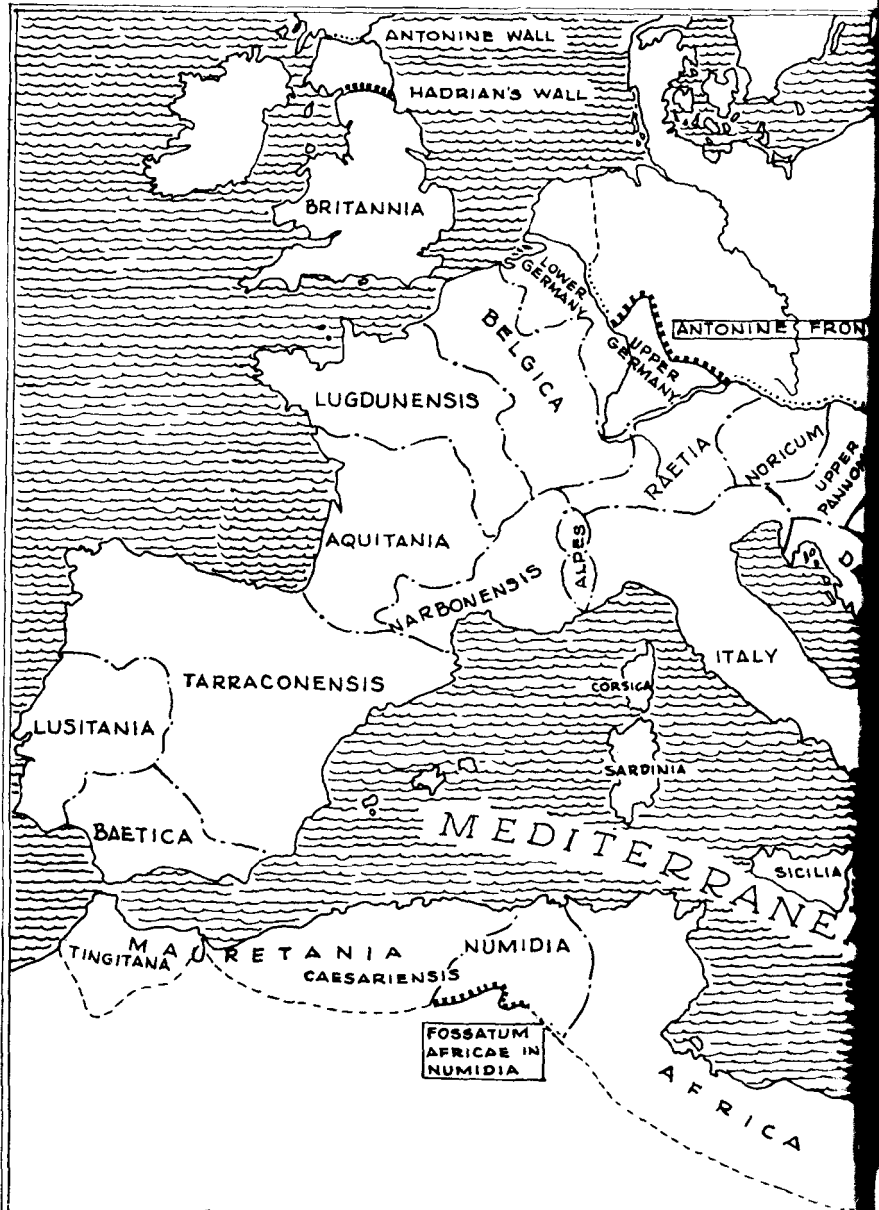 ANTONINE WALL
HADRIAN'S WALL
BRITANNIA
LOWER
GERMANY
ANTONINE FRON
UPPER
GERMANY
BELGICA
LUGDUNENSIS
RAETIA
NORICUM
UPPER
PANNON
D
AQUITANIA
ALPES
NARBONENSIS
ITALY
TARRACONENSIS
CORSICA
LUSITANIA
SARDINIA
BAETICA
MEDITERRANE
SICILIA
MAURETANIA
TINGITANA
CAESARIENSIS
NUMIDIA
FOSSATUM
AFRICAE IN
NUMIDIA
AFRICA